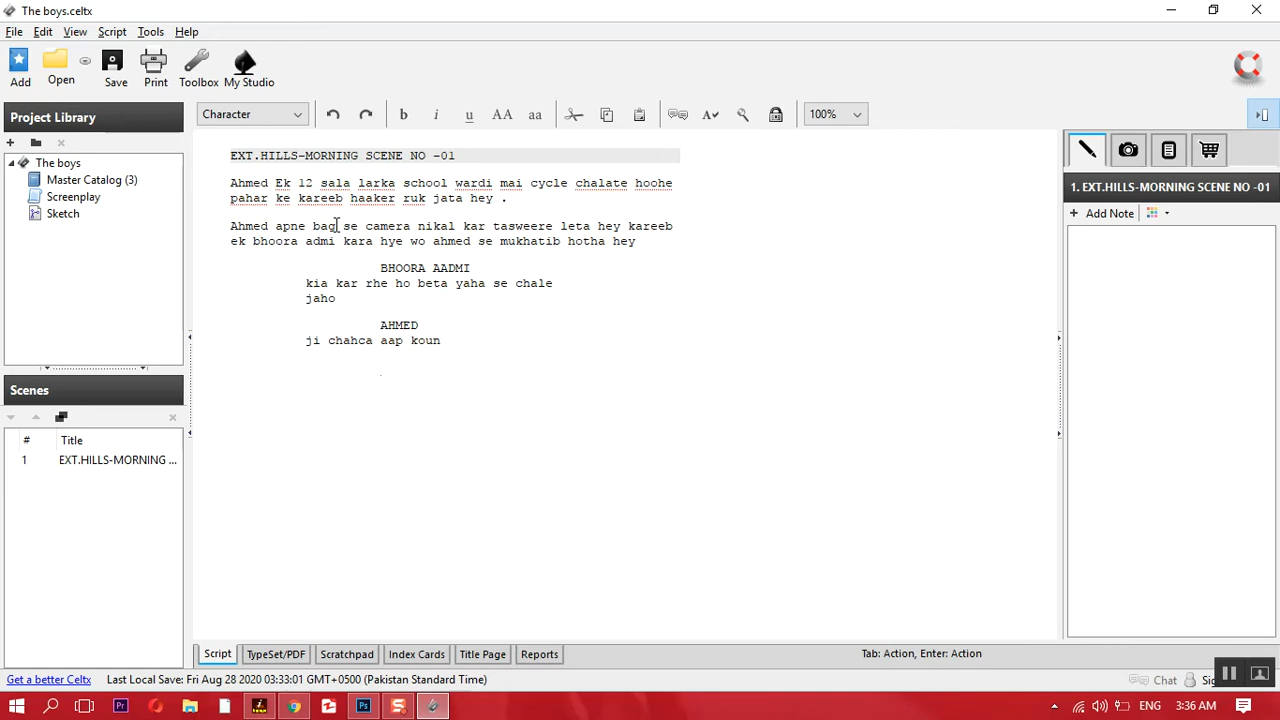 The boys.celtx
File Edit View Script Tools Help
Add Open Save Print Toolbox My Studio
Project Library
Character
b i u AA aa
100%
The boys
Master Catalog (3)
Screenplay
Sketch
EXT.HILLS-MORNING SCENE NO -01
Ahmed Ek 12 sala larka school wardi mai cycle chalate hoohe
pahar ke kareeb haaker ruk jata hey .
Ahmed apne bag se camera nikal kar tasweere leta hey kareeb
ek bhoora admi kara hye wo ahmed se mukhatib hotha hey
BHOORA AADMI
kia kar rhe ho beta yaha se chale
jaho
AHMED
ji chahca aap koun
1. EXT.HILLS-MORNING SCENE NO -01
Add Note
Scenes
# Title
1 EXT.HILLS-MORNING ...
Script TypeSet/PDF Scratchpad Index Cards Title Page Reports
Tab: Action, Enter: Action
Get a better Celtx Last Local Save: Fri Aug 28 2020 03:33:01 GMT+0500 (Pakistan Standard Time)
Chat
ENG 3:36 AM